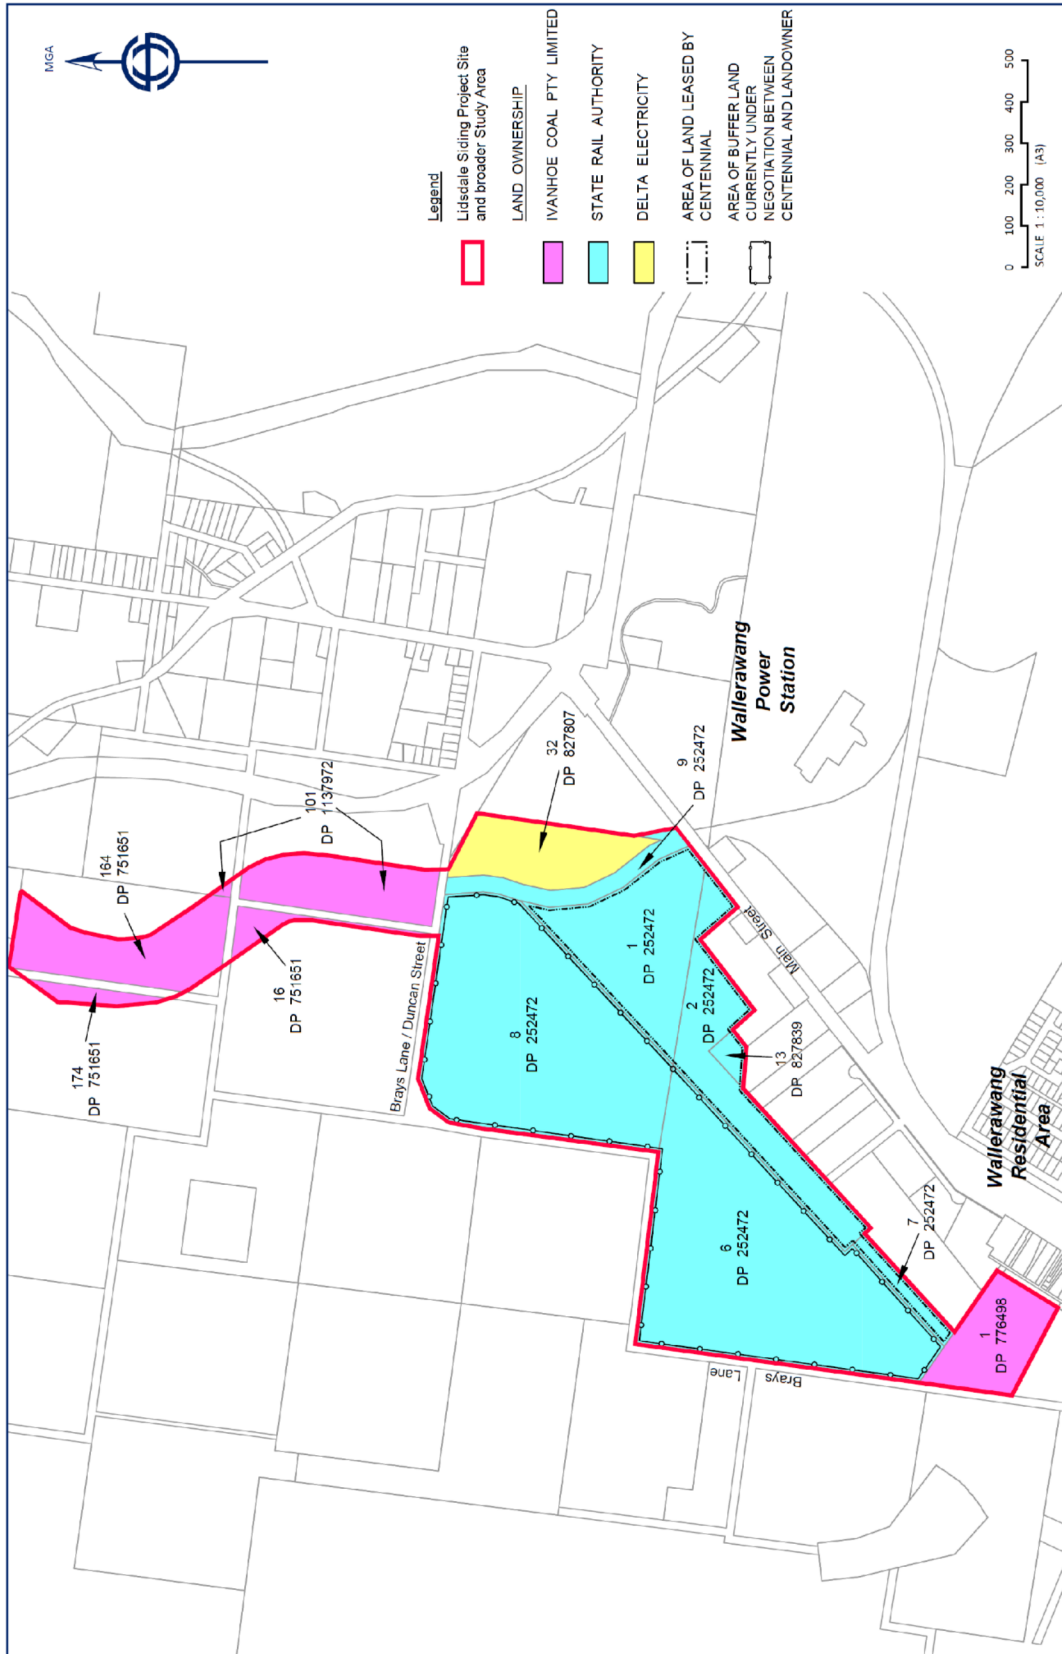 MGA
Legend
Lidsdale Siding Project Site
and broader Study Area
LAND OWNERSHIP
IVANHOE COAL PTY LIMITED
STATE RAIL AUTHORITY
DELTA ELECTRICITY
AREA OF LAND LEASED BY
CENTENNIAL
AREA OF BUFFER LAND
CURRENTLY UNDER
NEGOTIATION BETWEEN
CENTENNIAL AND LANDOWNER
0 100 200 300 400 500
SCALE 1 : 10,000 (A3)
164
DP 751651
101
DP 1137972
174
DP 751651
16
DP 751651
Brays Lane / Duncan Street
32
DP 827807
9
DP 252472
Wallerawang
Power
Station
8
DP 252472
1
DP 252472
2
DP 252472
Main Street
13
DP 827839
6
DP 252472
7
DP 252472
Wallerawang
Residential
Area
Brays
Lane
1
DP 776498